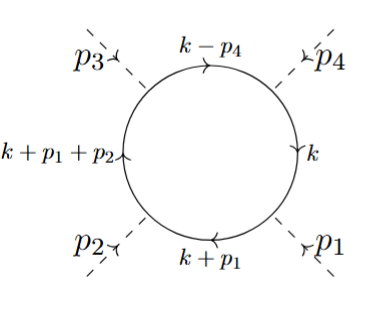 k − p₄
p₃
p₄
k + p₁ + p₂
k
p₂
p₁
k + p₁